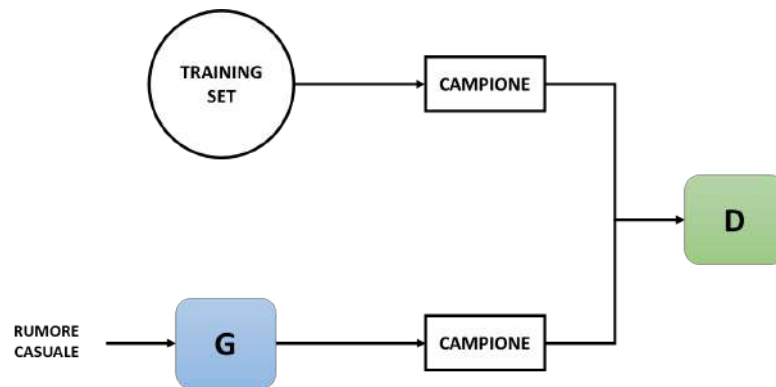 TRAINING
SET
CAMPIONE
D
RUMORE
CASUALE
G
CAMPIONE